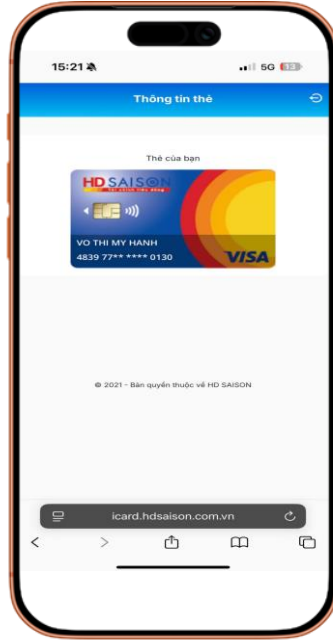 15:21
5G 12
Thông tin thẻ
Thẻ của bạn
HD SAISON
VO THI MY HANH
4839 77** **** 0130
VISA
© 2021 - Bản quyền thuộc về HD SAISON
icard.hdsaison.com.vn